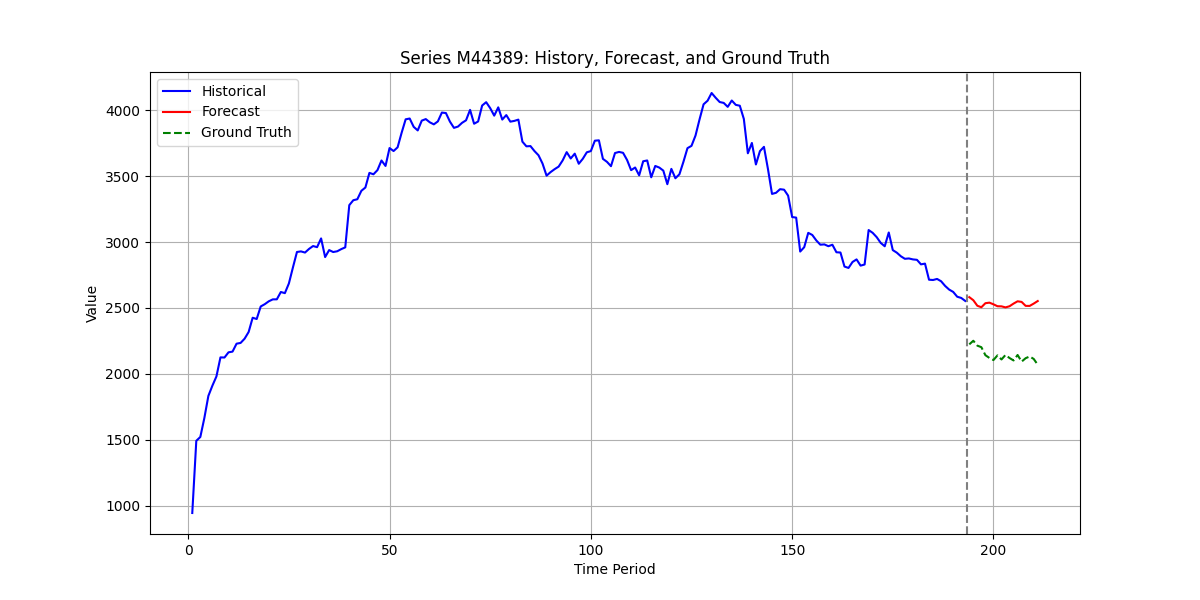 Series M44389: History, Forecast, and Ground Truth
Historical
Forecast
Ground Truth
4000
3500
3000
2500
2000
1500
1000
Value
0
50
100
150
200
Time Period